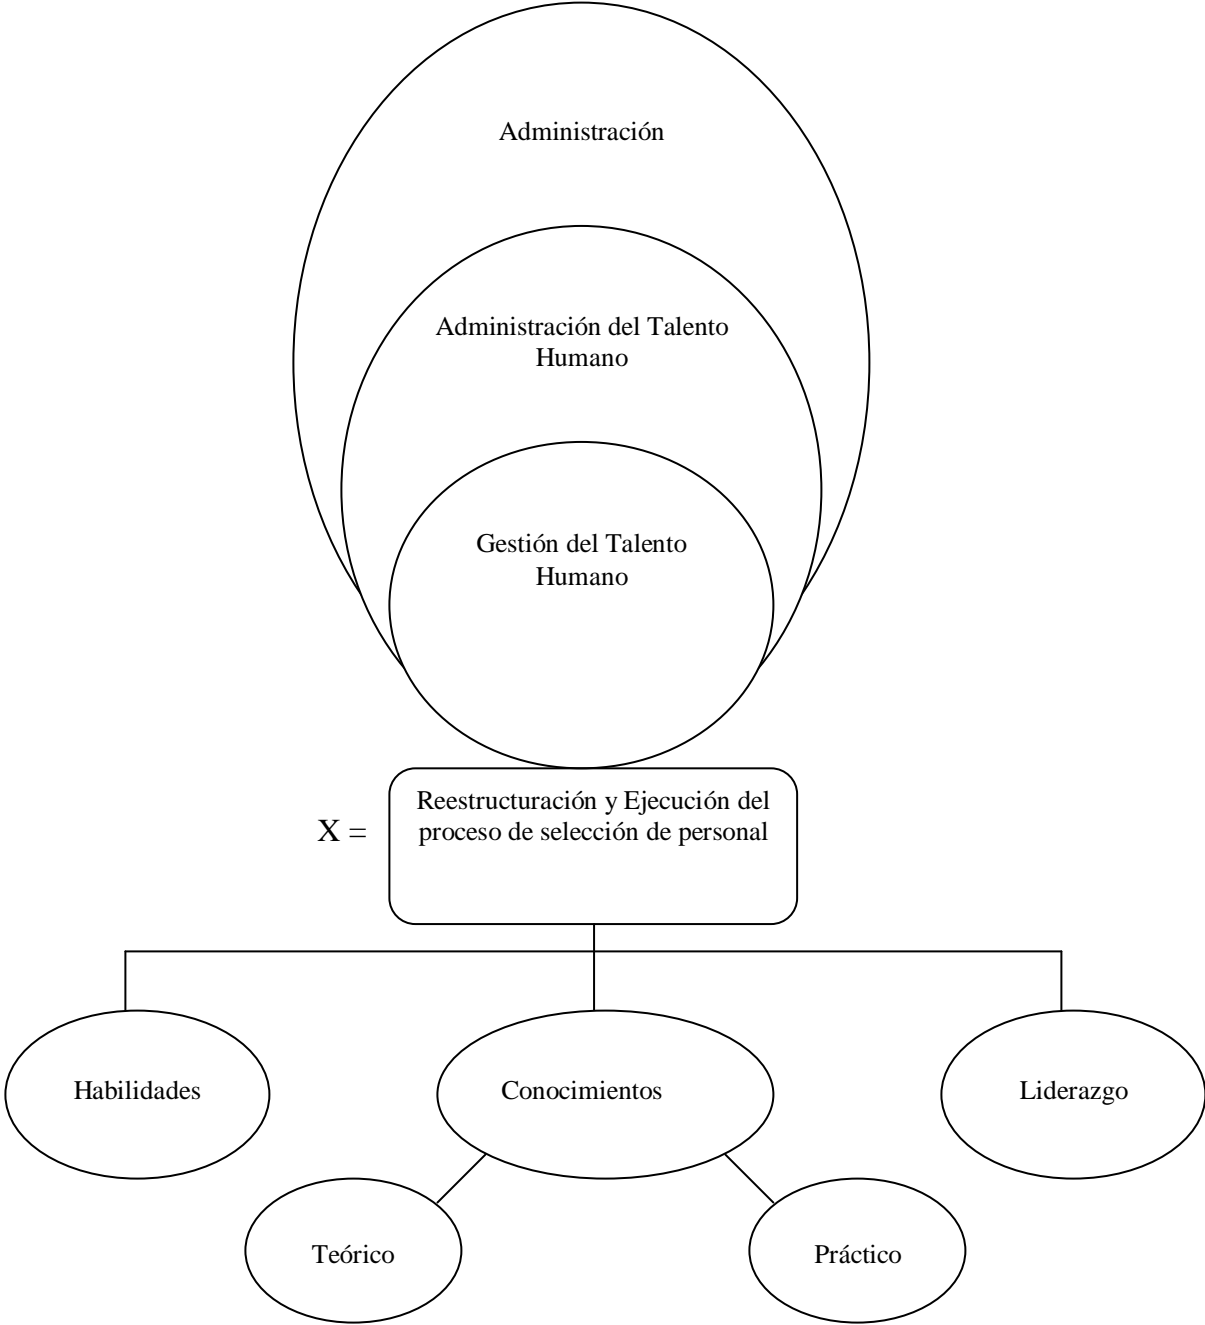 Administración
Administración del Talento
Humano
Gestión del Talento
Humano
X =
Reestructuración y Ejecución del
proceso de selección de personal
Habilidades
Conocimientos
Liderazgo
Teórico
Práctico